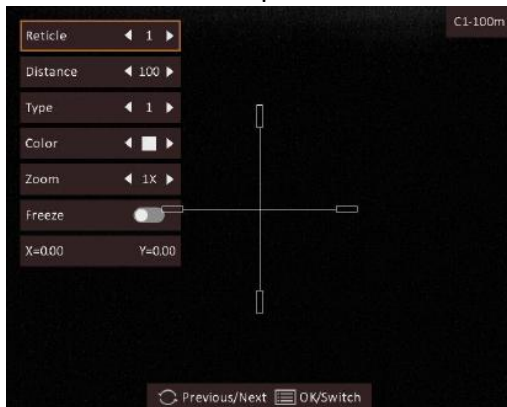 C1-100m
Reticle 1
Distance 100
Type 1
Color
Zoom 1X
Freeze
X=0.00 Y=0.00
Previous/Next OK/Switch